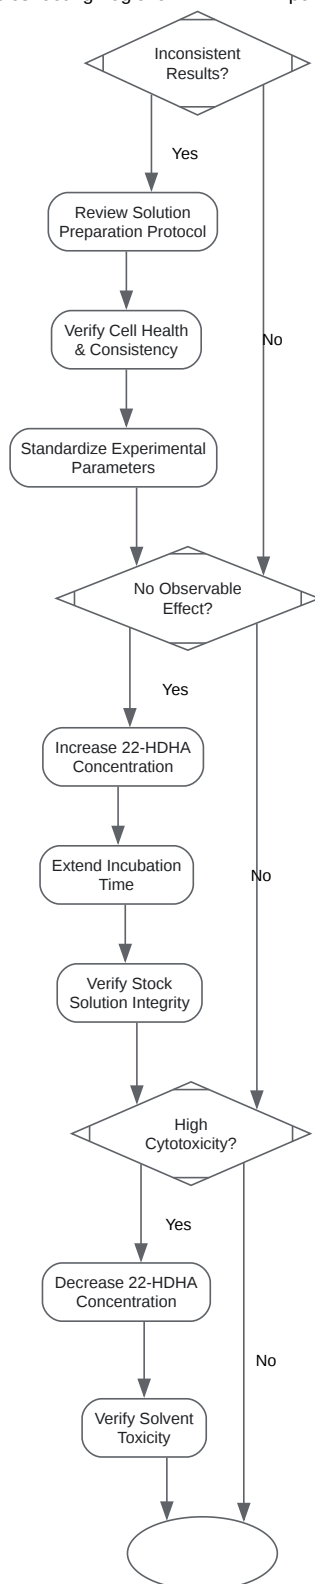 Inconsistent
Results?
Yes
Review Solution
Preparation Protocol
Verify Cell Health
& Consistency
No
Standardize Experimental
Parameters
No Observable
Effect?
Yes
Increase 22-HDHA
Concentration
Extend Incubation
Time
No
Verify Stock
Solution Integrity
High
Cytotoxicity?
Yes
Decrease 22-HDHA
Concentration
No
Verify Solvent
Toxicity